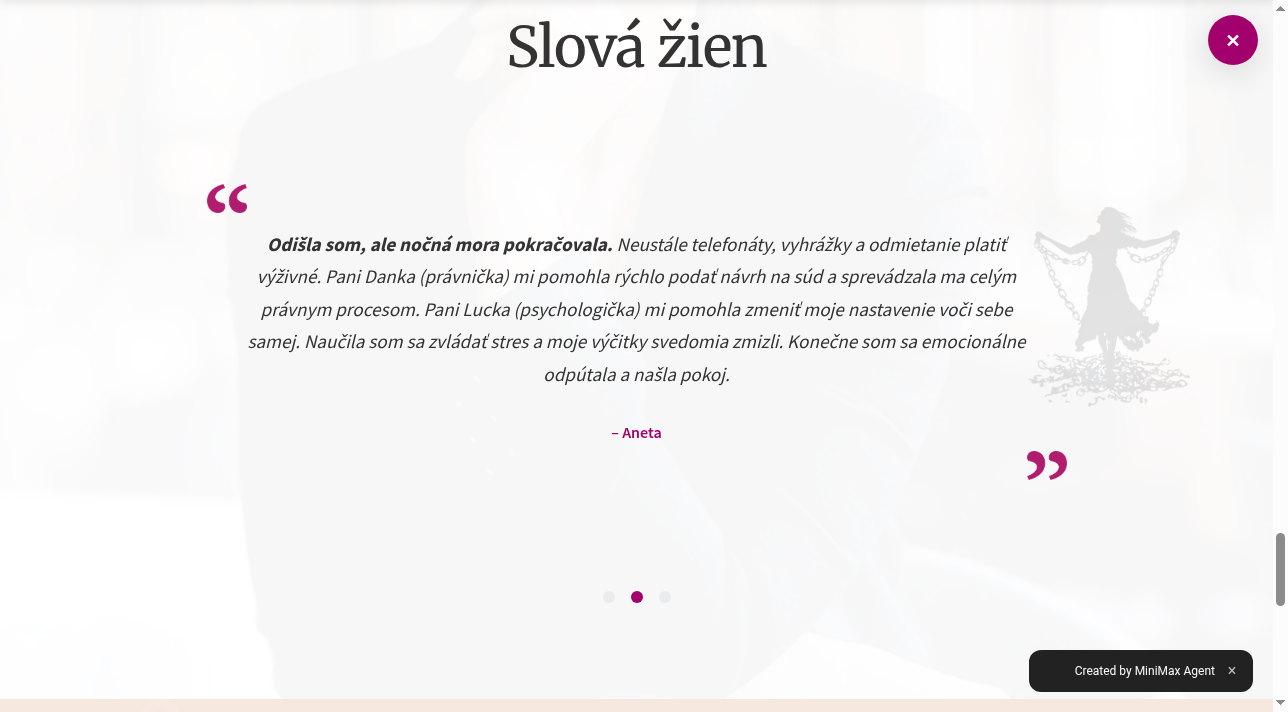 Slová žien
“
Odišla som, ale nočná mora pokračovala. Neustále telefonáty, vyhrážky a odmietanie platiť
výživné. Pani Danka (právnička) mi pomohla rýchlo podať návrh na súd a sprevádzala ma celým
právnym procesom. Pani Lucka (psychologička) mi pomohla zmeniť moje nastavenie voči sebe
samej. Naučila som sa zvládať stres a moje výčitky svedomia zmizli. Konečne som sa emocionálne
odpútala a našla pokoj.
– Aneta
”
Created by MiniMax Agent ×